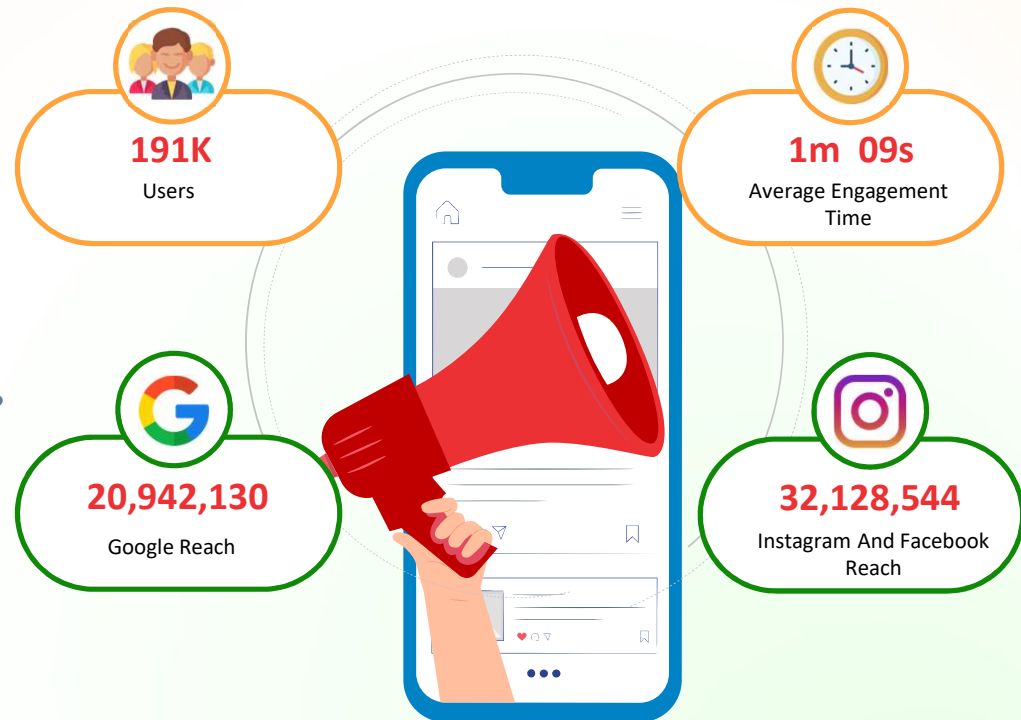 191K
Users
1m 09s
Average Engagement
Time
20,942,130
Google Reach
32,128,544
Instagram And Facebook
Reach